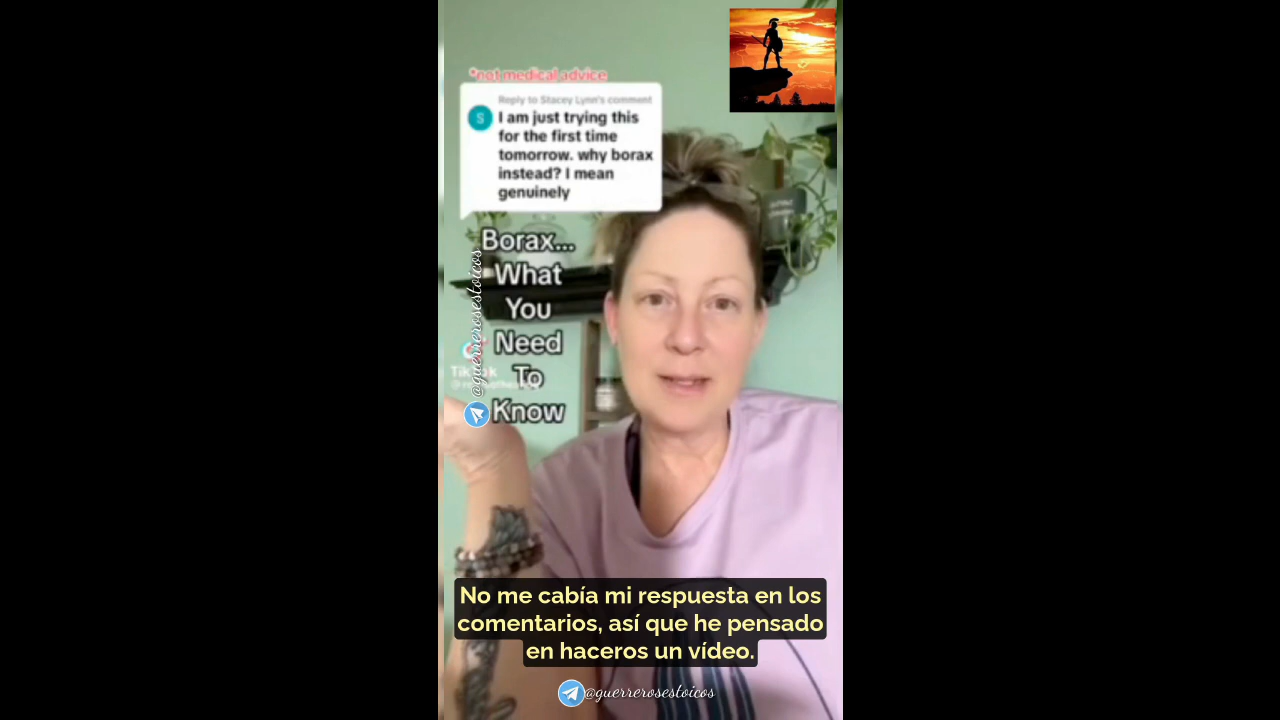 *not medical advice
Reply to Stacey Lynn's comment
S
I am just trying this
for the first time
tomorrow. why borax
instead? I mean
genuinely
Borax...
What
You
Need
To
Know
@guerrerosestoicos
No me cabía mi respuesta en los
comentarios, así que he pensado
en haceros un vídeo.
@guerrerosestoicos